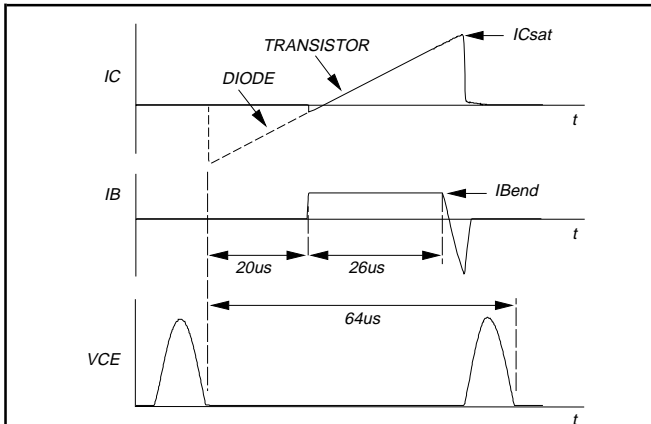 ICsat
TRANSISTOR
IC
DIODE
t
IB
IBend
t
20us
26us
64us
VCE
t